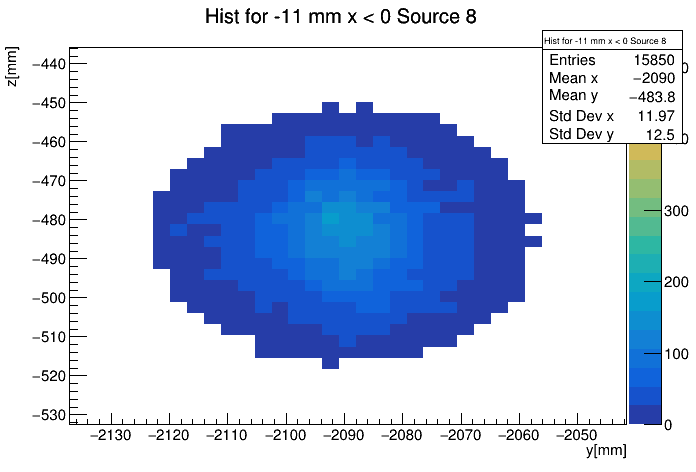 Hist for -11 mm x < 0 Source 8
Hist for -11 mm x < 0 Source 8
Entries 15850
Mean x −2090
Mean y −483.8
Std Dev x 11.97
Std Dev y 12.5
z[mm]
−440
−450
−460
−470
−480
−490
−500
−510
−520
−530
−2130 −2120 −2110 −2100 −2090 −2080 −2070 −2060 −2050
y[mm]
300
200
100
0